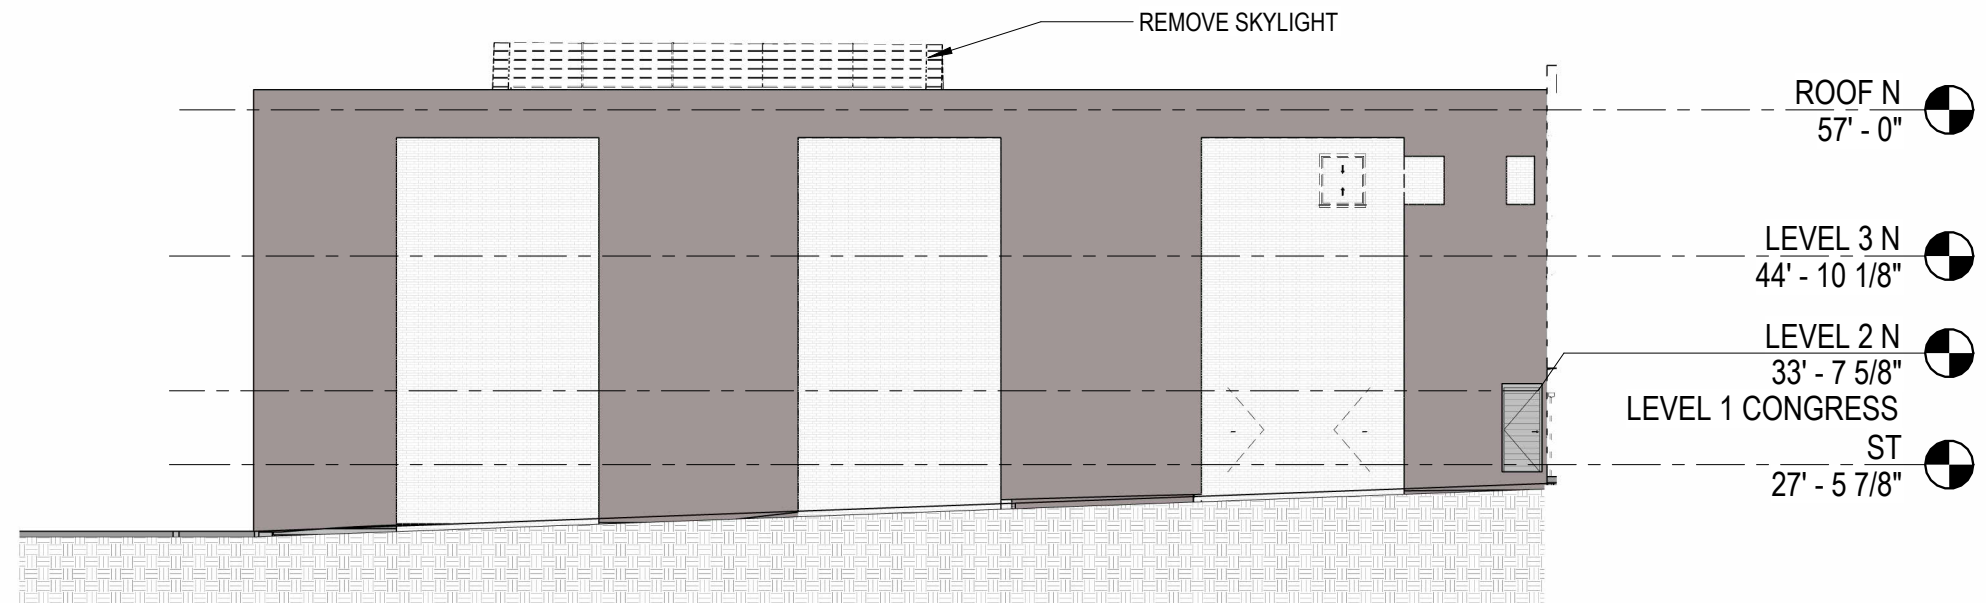 REMOVE SKYLIGHT
ROOF N
57' - 0"
LEVEL 3 N
44' - 10 1/8"
LEVEL 2 N
33' - 7 5/8"
LEVEL 1 CONGRESS
ST
27' - 5 7/8"